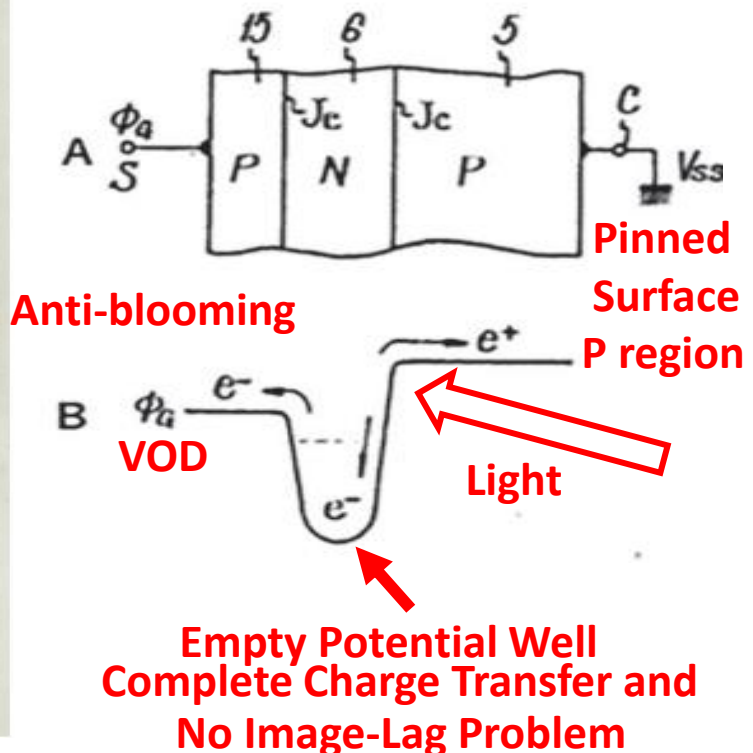 15 6 5
Φa
A S P Jc N Jc P C
Vss
Pinned
Surface
P region
Anti-blooming
e⁻ e⁺
B Φa
VOD
e⁻
Light
Empty Potential Well
Complete Charge Transfer and
No Image-Lag Problem